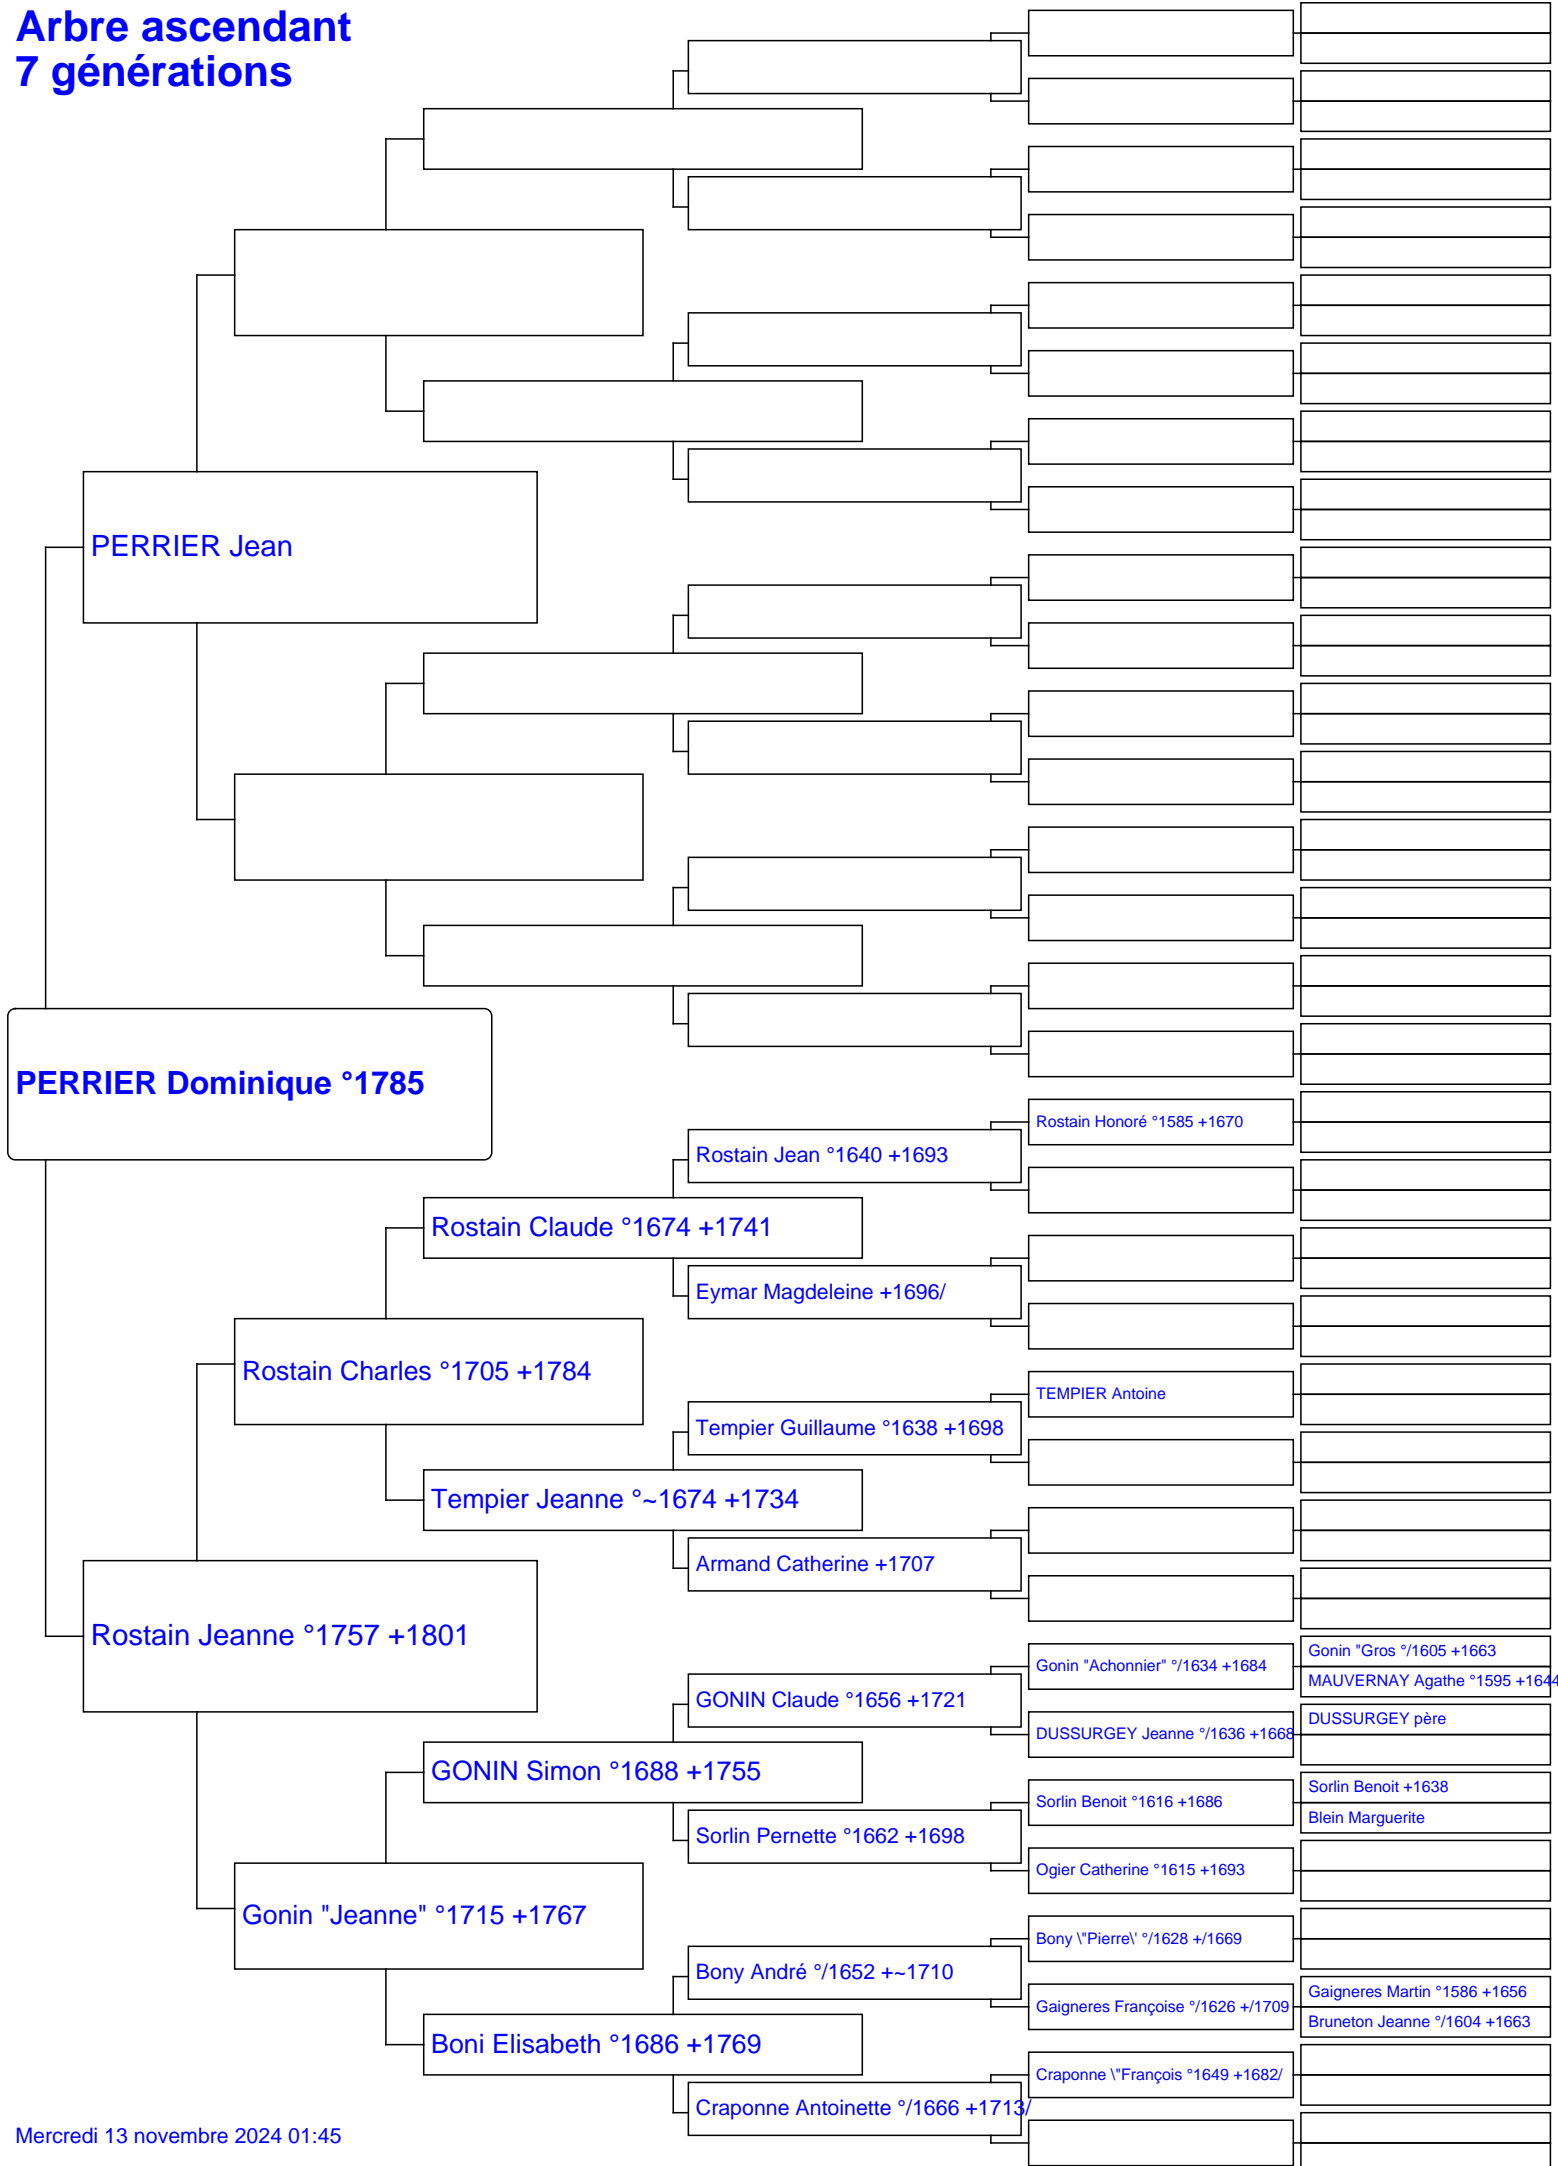 Arbre ascendant
7 générations
PERRIER Jean
PERRIER Dominique °1785
Rostain Honoré °1585 +1670
Rostain Jean °1640 +1693
Rostain Claude °1674 +1741
Eymar Magdeleine +1696/
Rostain Charles °1705 +1784
TEMPIER Antoine
Tempier Guillaume °1638 +1698
Tempier Jeanne °~1674 +1734
Armand Catherine +1707
Rostain Jeanne °1757 +1801
Gonin "Gros °/1605 +1663
Gonin "Achonnier" °/1634 +1684
MAUVERNAY Agathe °1595 +1644
GONIN Claude °1656 +1721
DUSSURGEY père
DUSSURGEY Jeanne °/1636 +1668
GONIN Simon °1688 +1755
Sorlin Benoit +1638
Sorlin Benoit °1616 +1686
Blein Marguerite
Sorlin Pernette °1662 +1698
Ogier Catherine °1615 +1693
Gonin "Jeanne" °1715 +1767
Bony \"Pierre\' °/1628 +/1669
Bony André °/1652 +~1710
Gaigneres Martin °1586 +1656
Gaigneres Françoise °/1626 +/1709
Bruneton Jeanne °/1604 +1663
Boni Elisabeth °1686 +1769
Craponne \"François °1649 +1682/
Craponne Antoinette °/1666 +1713/
Mercredi 13 novembre 2024 01:45